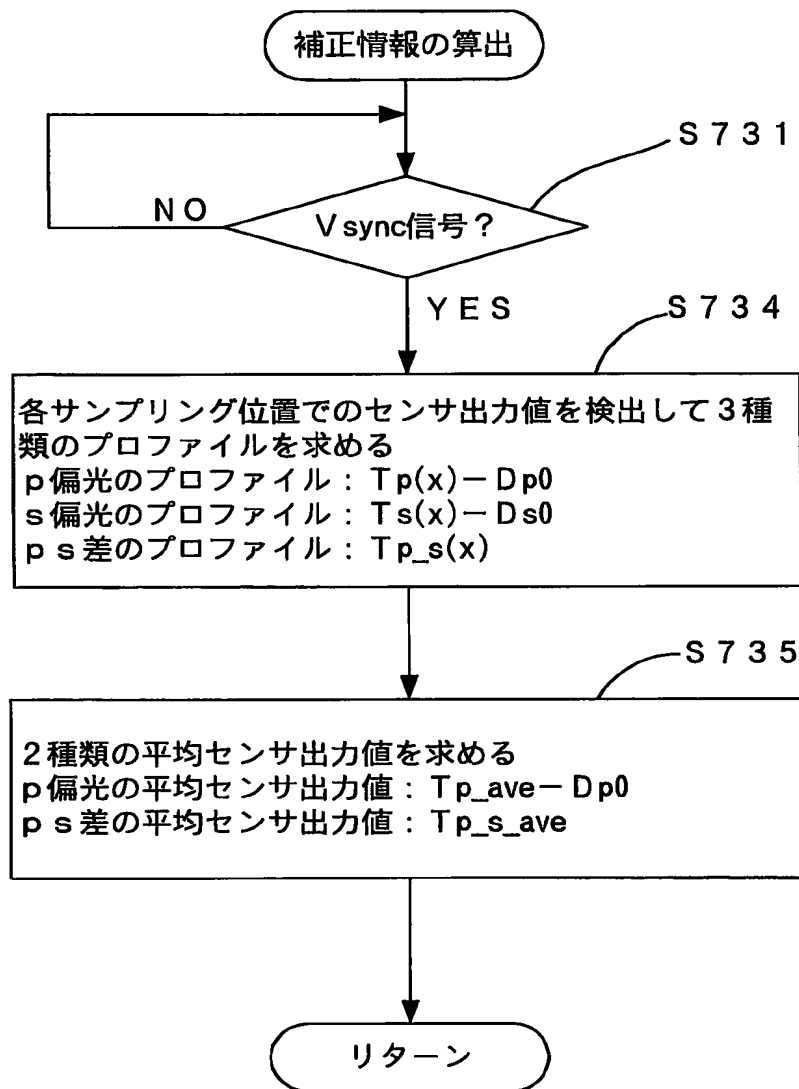 補正情報の算出
S731
NO
Vsync信号?
YES
S734
各サンプリング位置でのセンサ出力値を検出して3種
類のプロファイルを求める
p偏光のプロファイル:Tp(x)-Dp0
s偏光のプロファイル:Ts(x)-Ds0
ps差のプロファイル:Tp_s(x)
S735
2種類の平均センサ出力値を求める
p偏光の平均センサ出力値:Tp_ave-Dp0
ps差の平均センサ出力値:Tp_s_ave
リターン